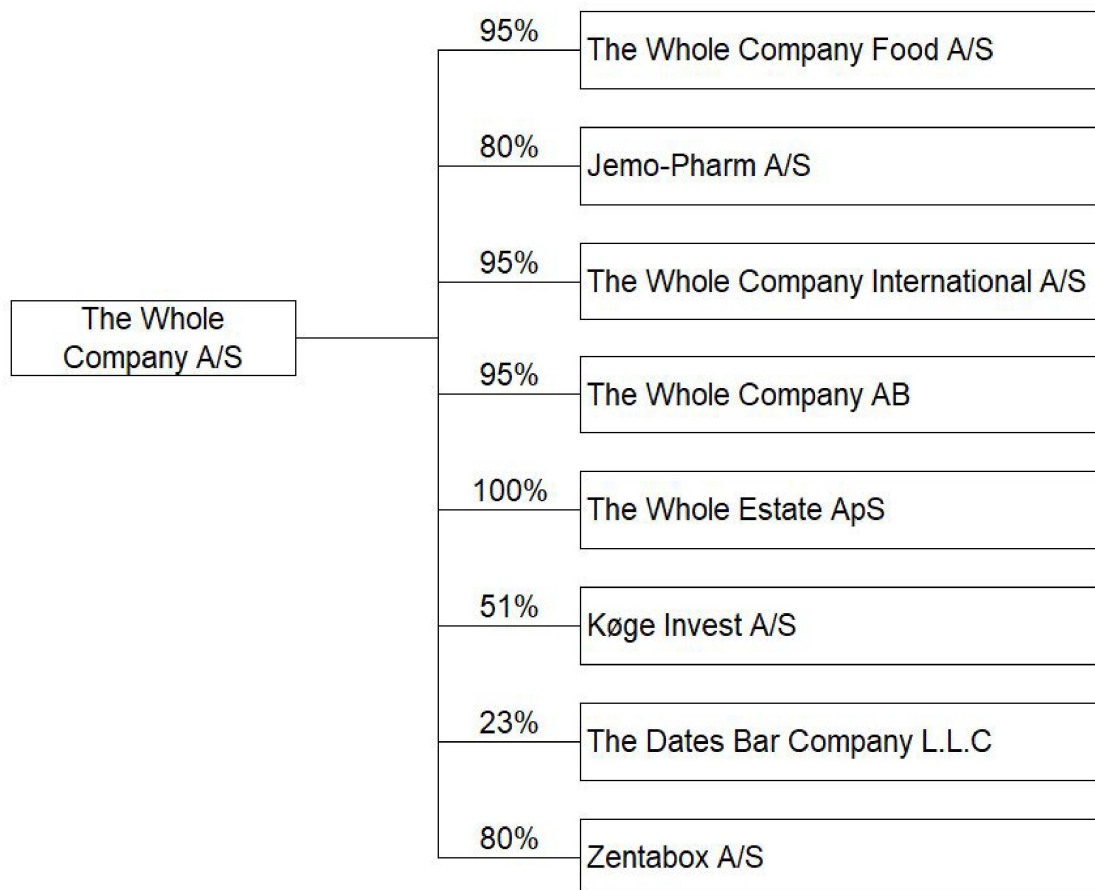 95%
The Whole Company Food A/S
80%
Jemo-Pharm A/S
95%
The Whole Company International A/S
The Whole
Company A/S
95%
The Whole Company AB
100%
The Whole Estate ApS
51%
Køge Invest A/S
23%
The Dates Bar Company L.L.C
80%
Zentabox A/S